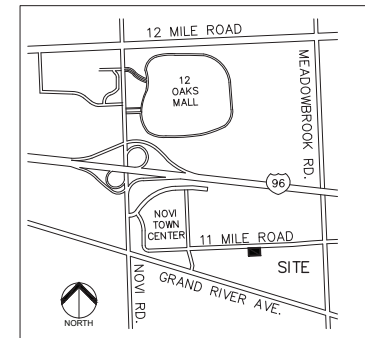 12 MILE ROAD
12
OAKS
MALL
MEADOWBROOK RD.
96
NOVI
TOWN
CENTER
11 MILE ROAD
SITE
GRAND RIVER AVE.
NOVI RD.
NORTH